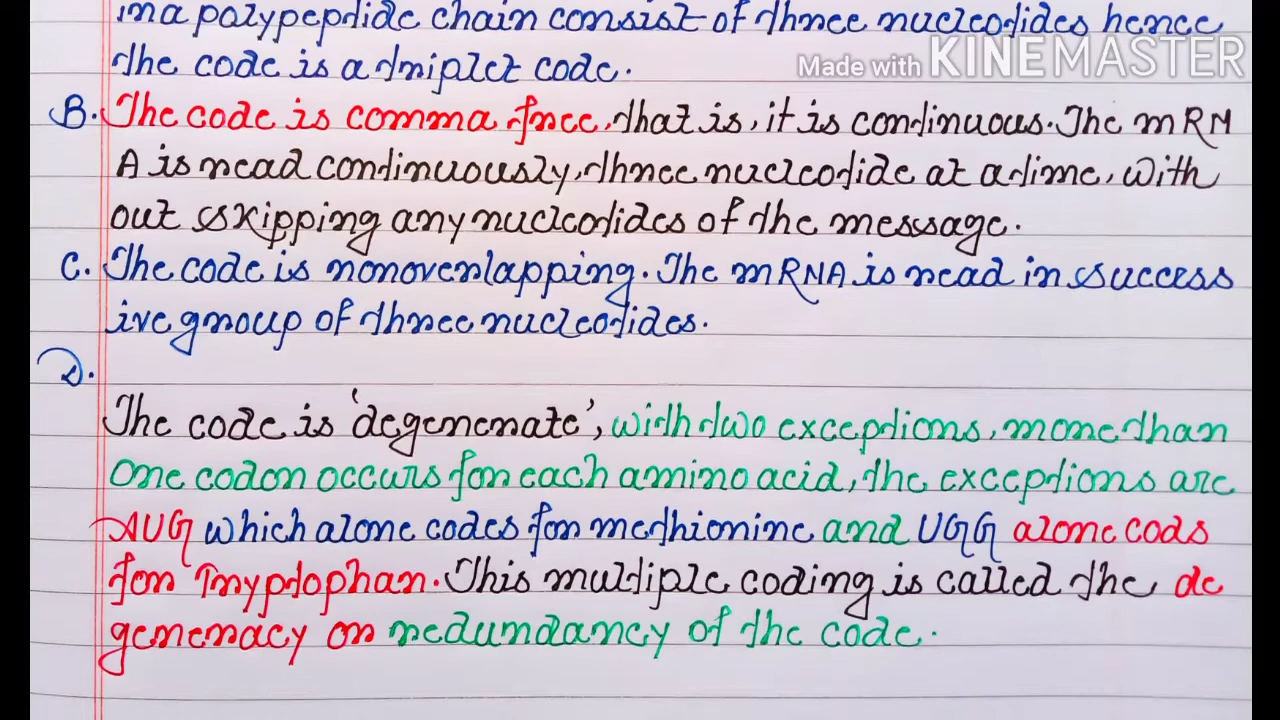 in a polypeptide chain consist of three nucleotides hence
the code is a triplet code.
Made with KINEMASTER
B. The code is comma free, that is, it is continuous. The mRN
A is read continuously, three nucleotide at a time, with
out skipping any nucleotides of the message.
C. The code is nonoverlapping. The mRNA is read in success
ive group of three nucleotides.
D.
The code is 'degenerate', with two exceptions, more than
one codon occurs for each amino acid, the exceptions are
AUG which alone codes for methionine and UGG alone cods
for Tryptophan. This multiple coding is called the de
generacy or redundancy of the code.